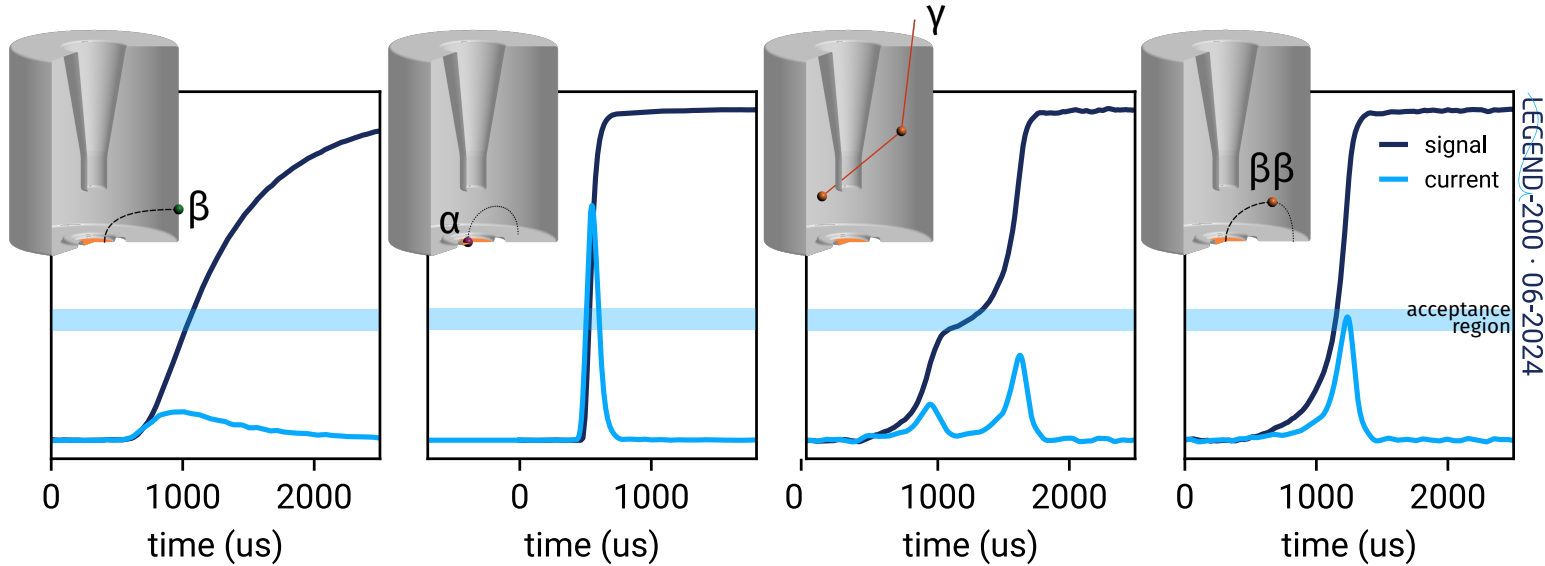 γ
β
α
ββ
signal
current
acceptance
region
LEGEND-200 · 06-2024
0 1000 2000
0 1000
0 1000 2000
0 1000 2000
time (us)
time (us)
time (us)
time (us)